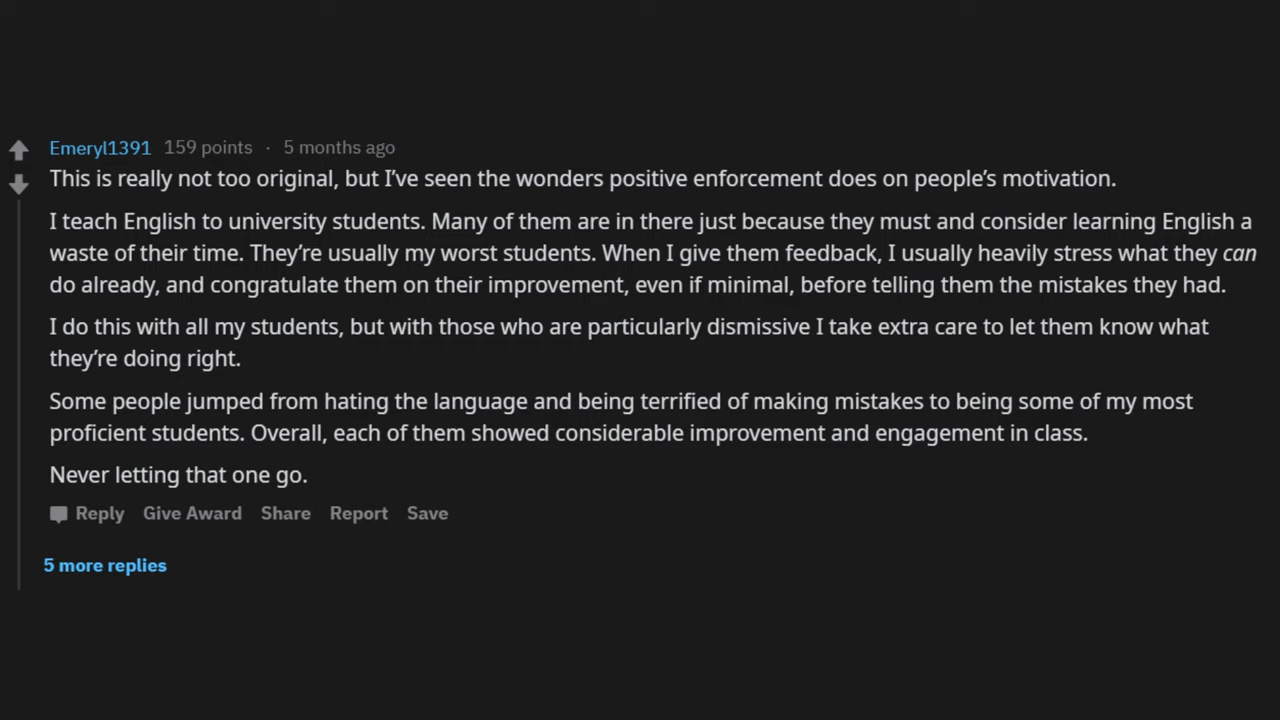 Emeryl1391 159 points · 5 months ago
This is really not too original, but I’ve seen the wonders positive enforcement does on people’s motivation.
I teach English to university students. Many of them are in there just because they must and consider learning English a
waste of their time. They’re usually my worst students. When I give them feedback, I usually heavily stress what they can
do already, and congratulate them on their improvement, even if minimal, before telling them the mistakes they had.
I do this with all my students, but with those who are particularly dismissive I take extra care to let them know what
they’re doing right.
Some people jumped from hating the language and being terrified of making mistakes to being some of my most
proficient students. Overall, each of them showed considerable improvement and engagement in class.
Never letting that one go.
Reply Give Award Share Report Save
5 more replies